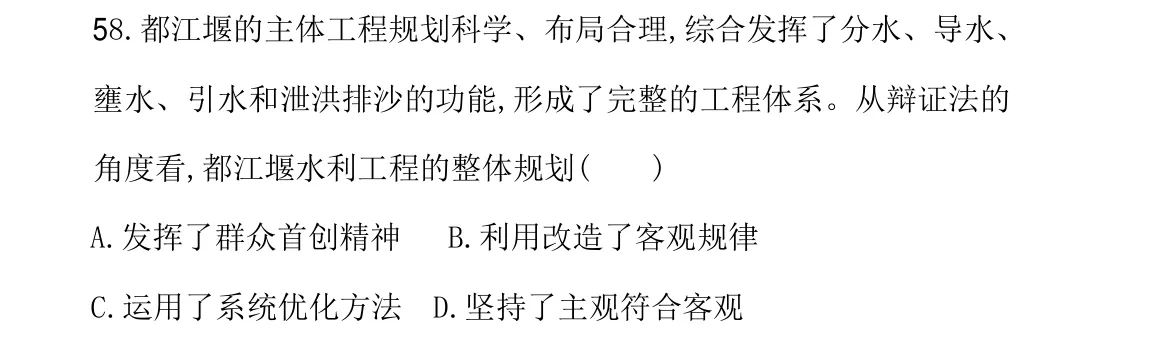 58.都江堰的主体工程规划科学、布局合理,综合发挥了分水、导水、
壅水、引水和泄洪排沙的功能,形成了完整的工程体系。从辩证法的
角度看,都江堰水利工程的整体规划(　　)
A.发挥了群众首创精神　B.利用改造了客观规律
C.运用了系统优化方法　D.坚持了主观符合客观